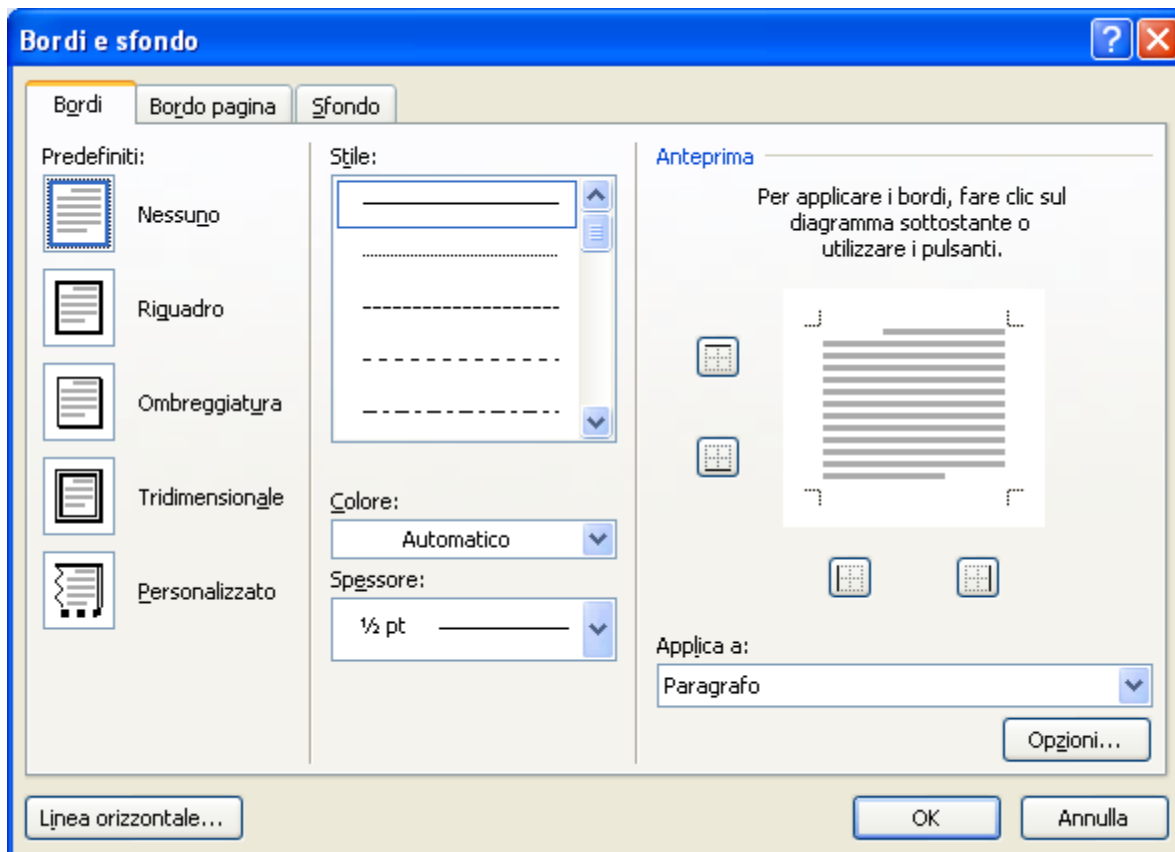 Bordi e sfondo
Bordi
Bordo pagina
Sfondo
Predefiniti:
Nessuno
Riquadro
Ombreggiatura
Tridimensionale
Personalizzato
Stile:
Colore:
Automatico
Spessore:
½ pt
Anteprima
Per applicare i bordi, fare clic sul
diagramma sottostante o
utilizzare i pulsanti.
Applica a:
Paragrafo
Opzioni...
Linea orizzontale...
OK
Annulla